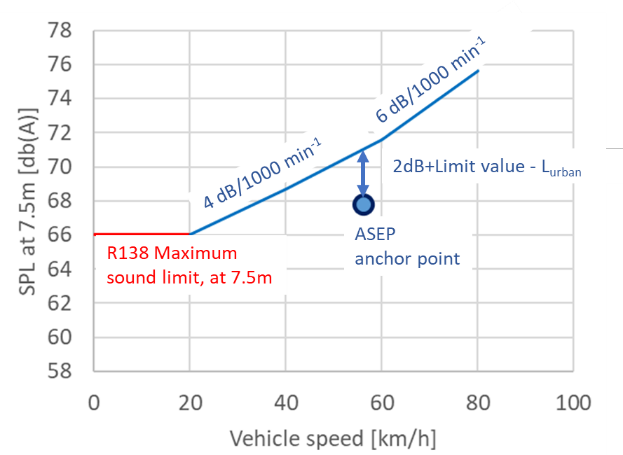 78
76
74
72
70
68
66
64
62
60
58
SPL at 7.5m [db(A)]
4 dB/1000 min-1
6 dB/1000 min-1
2dB+Limit value - Lurban
ASEP
anchor point
R138 Maximum
sound limit, at 7.5m
0 20 40 60 80 100
Vehicle speed [km/h]